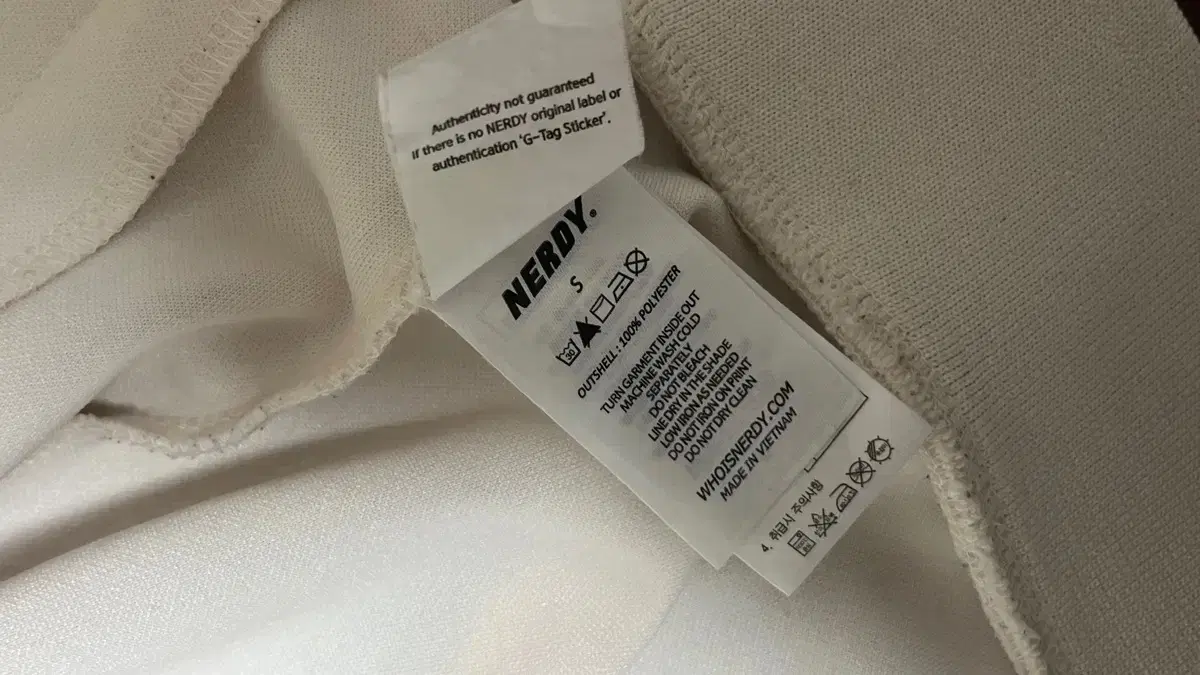 Authenticity not guaranteed
if there is no NERDY original label or
authentication 'G-Tag Sticker'.
NERDY.
S
30
OUTSHELL : 100% POLYESTER
TURN GARMENT INSIDE OUT
MACHINE WASH COLD
SEPARATELY
DO NOT BLEACH
LINE DRY IN THE SHADE
LOW IRON AS NEEDED
DO NOT IRON ON PRINT
DO NOT DRY CLEAN
WHOISNERDY.COM
MADE IN VIETNAM
4. 취급시 주의사항